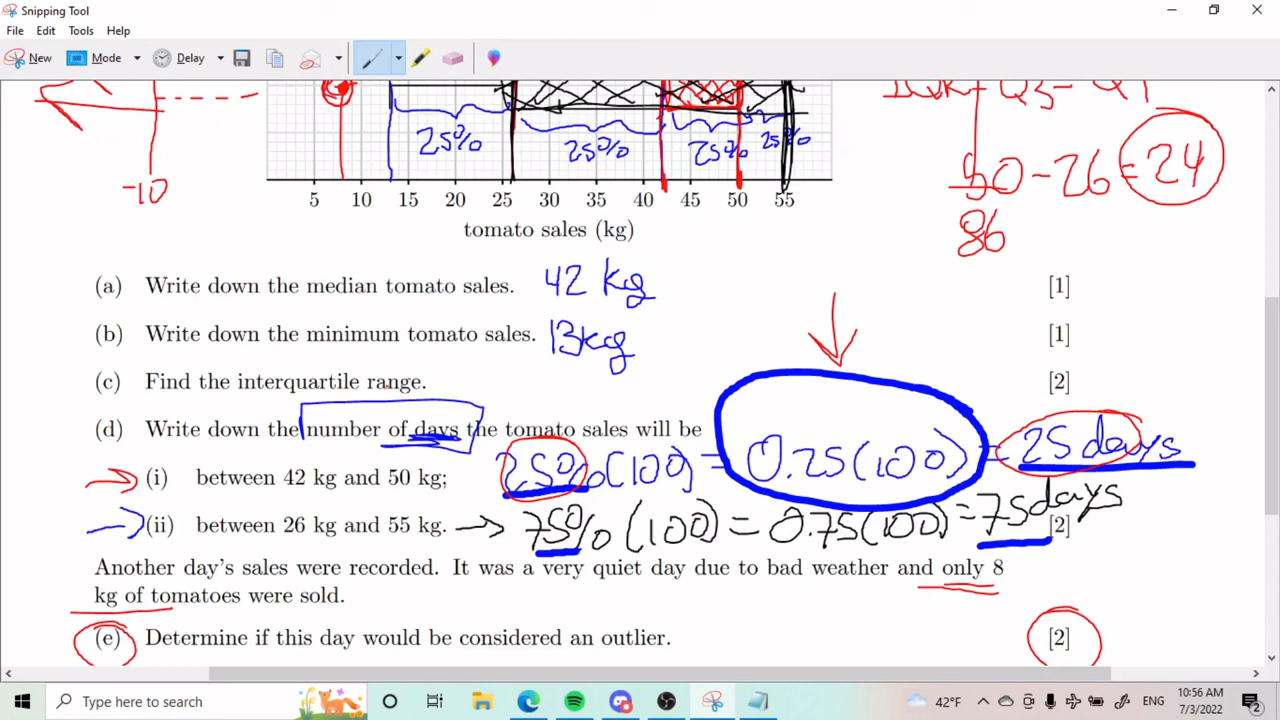 Snipping Tool
File Edit Tools Help
New Mode Delay
25% 25% 25% 25%
-10
50 - 26 = 24
86
5 10 15 20 25 30 35 40 45 50 55
tomato sales (kg)
(a) Write down the median tomato sales. 42 kg [1]
(b) Write down the minimum tomato sales. 13kg [1]
(c) Find the interquartile range. [2]
(d) Write down the number of days the tomato sales will be
(i) between 42 kg and 50 kg; 25% (100) = 0.25(100) = 25 days
(ii) between 26 kg and 55 kg. → 75% (100) = 0.75(100) = 75 days [2]
Another day's sales were recorded. It was a very quiet day due to bad weather and only 8
kg of tomatoes were sold.
(e) Determine if this day would be considered an outlier. [2]
Type here to search 42°F ENG 10:56 AM
7/3/2022 2